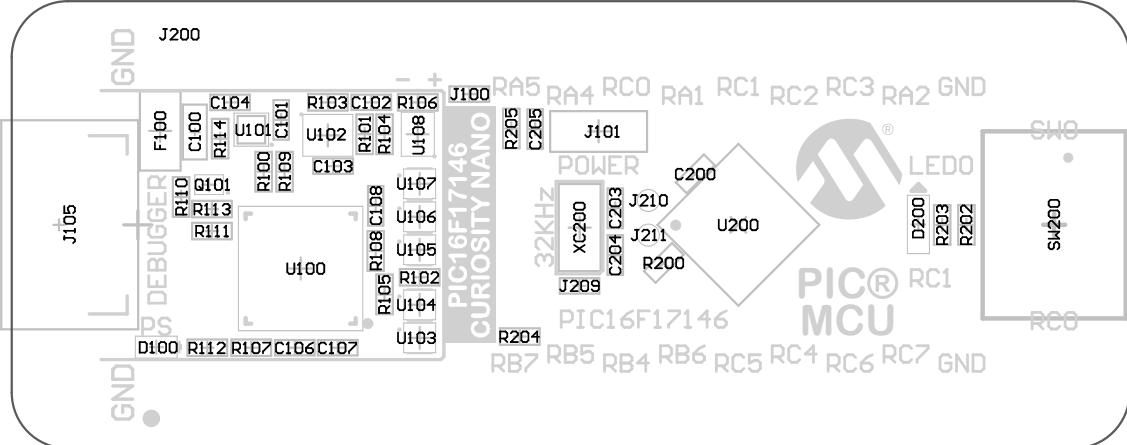 J200
GND
- +
J100
RA5 RA4 RC0 RA1 RC1 RC2 RC3 RA2 GND
C104 C101 R103 C102 R106
F100 C100 R114 U101 U102 R101 R104 U108
R205 C205 J101
POWER
SW0
®
R100 R109 C103
LED0
C200
Q101 U107
R110 R113
C108 U106
J210
XC200 C203
D200 R203 R202
J105 DEBUGGER
R111
PIC16F17146
CURIOSITY NANO
32KHz
J211
U200
SW200
R108 U105
C204
R200
U100
R102
R105
J209
PIC®
MCU
RC1
U104
PIC16F17146
PS
U103
R204
RC0
D100 R112 R107 C106 C107
RB7 RB5 RB4 RB6 RC5 RC4 RC6 RC7 GND
GND